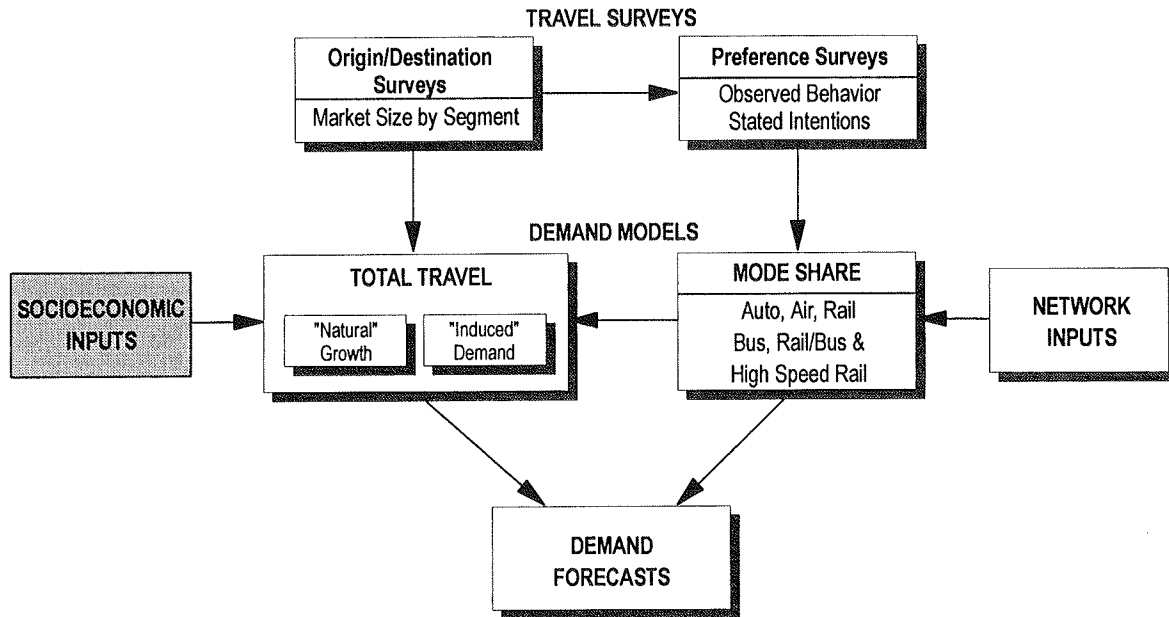 TRAVEL SURVEYS
Origin/Destination
Surveys
Market Size by Segment
Preference Surveys
Observed Behavior
Stated Intentions
DEMAND MODELS
SOCIOECONOMIC
INPUTS
TOTAL TRAVEL
"Natural"
Growth
"Induced"
Demand
MODE SHARE
Auto, Air, Rail
Bus, Rail/Bus &
High Speed Rail
NETWORK
INPUTS
DEMAND
FORECASTS